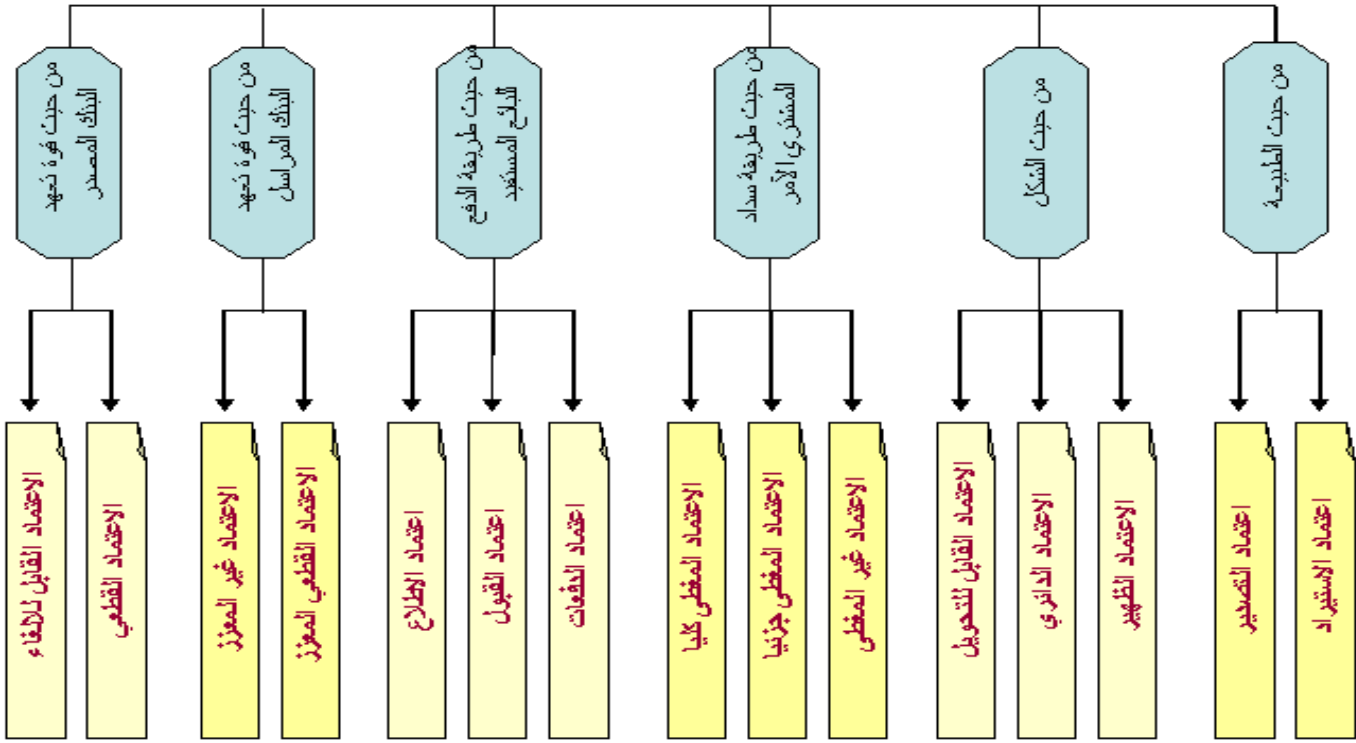 من حيث الطبيعة
من حيث الشكل
من حيث طريقة سداد
المشتري الآمر
من حيث طريقة الدفع
للبائع المستفيد
من حيث قوة تعهد
البنك المراسل
من حيث قوة تعهد
البنك المصدر
اعتماد الاستيراد
اعتماد التصدير
الاعتماد الظهير
الاعتماد الدائري
الاعتماد القابل للتحويل
الاعتماد غير المغطى
الاعتماد المغطى جزئيا
الاعتماد المغطى كليا
اعتماد الدفعات
اعتماد القبول
اعتماد الاطلاع
الاعتماد القطعي المعزز
الاعتماد غير المعزز
الاعتماد القطعي
الاعتماد القابل للالغاء